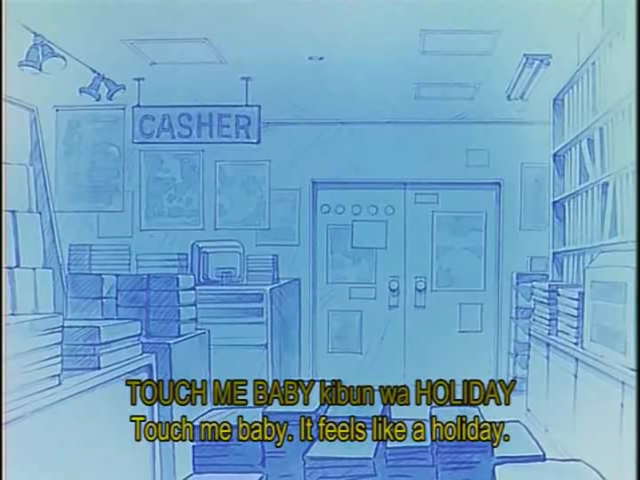 CASHER
TOUCH ME BABY kibun wa HOLIDAY
Touch me baby. It feels like a holiday.